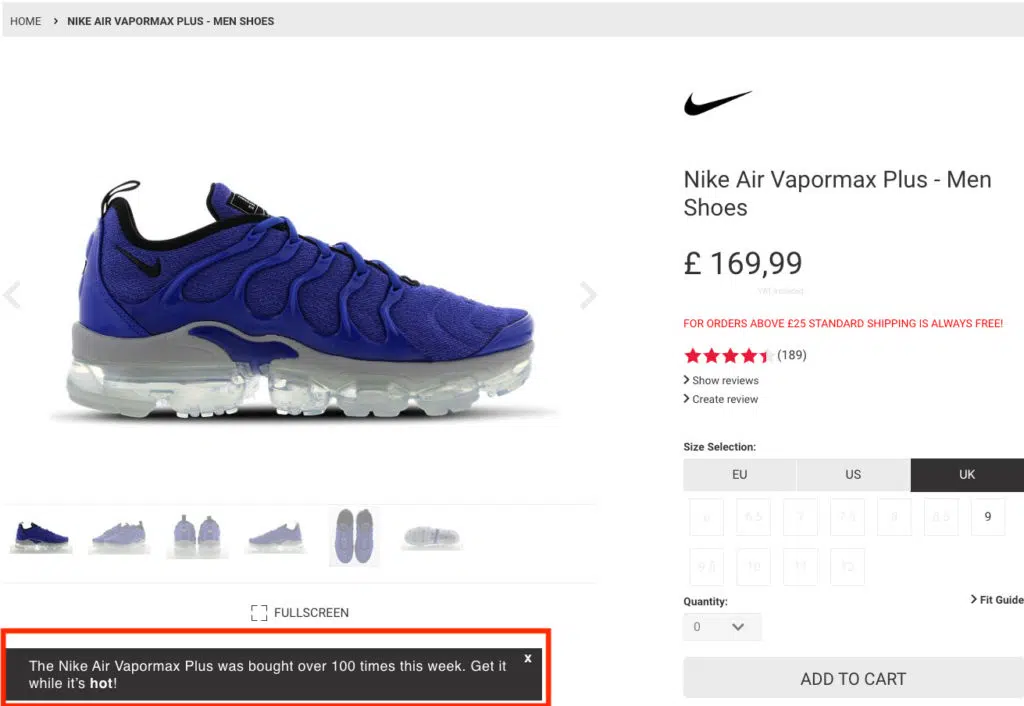 HOME > NIKE AIR VAPORMAX PLUS - MEN SHOES
Nike Air Vapormax Plus - Men
Shoes
£ 169,99
VAT included
FOR ORDERS ABOVE £25 STANDARD SHIPPING IS ALWAYS FREE!
(189)
Show reviews
Create review
Size Selection:
EU US UK
6 6.5 7 7.5 8 8.5 9
9.5 10 11 12
Quantity:
Fit Guide
0
ADD TO CART
FULLSCREEN
The Nike Air Vapormax Plus was bought over 100 times this week. Get it x
while it's hot!